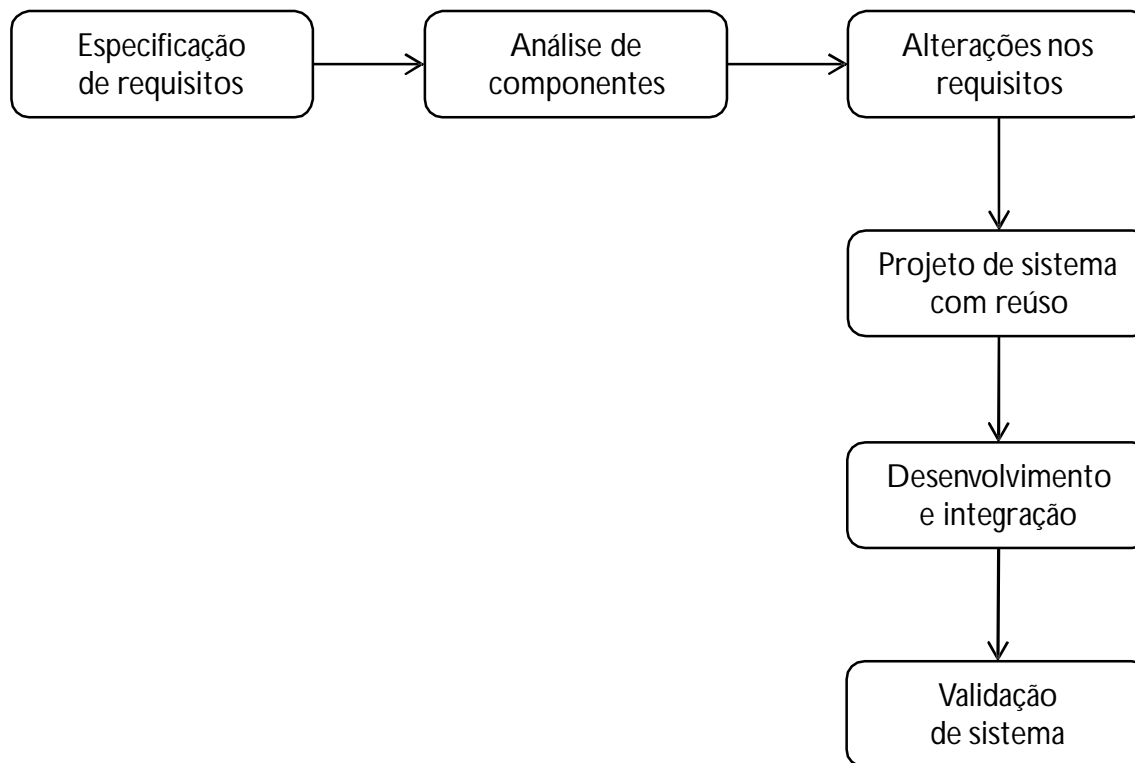 Especificação
de requisitos
Análise de
componentes
Alterações nos
requisitos
Projeto de sistema
com reúso
Desenvolvimento
e integração
Validação
de sistema